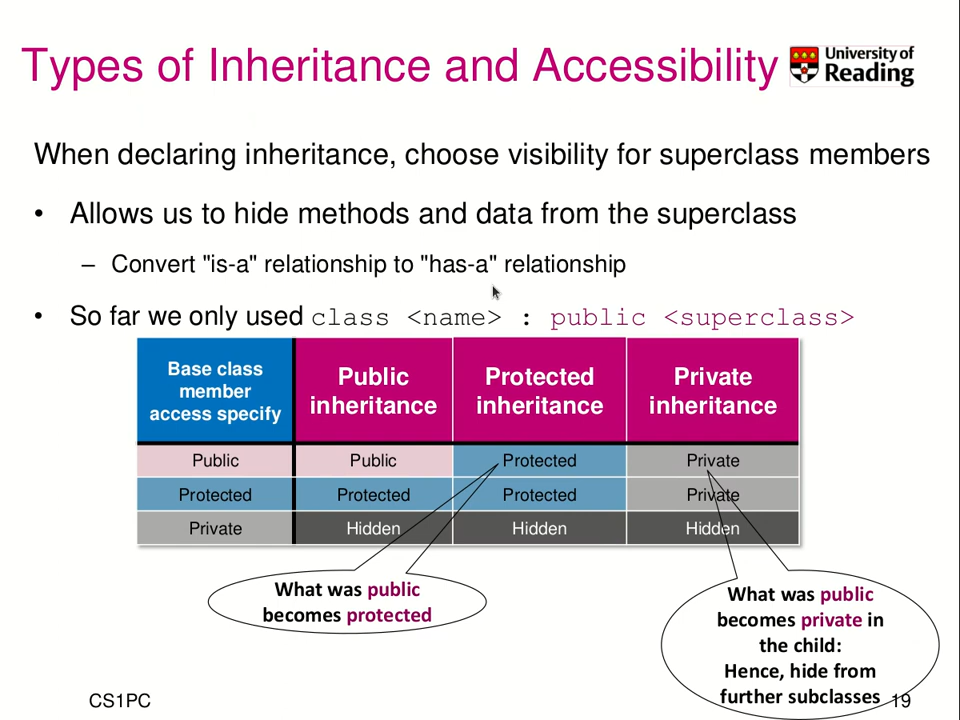 Types of Inheritance and Accessibility
University of
Reading
When declaring inheritance, choose visibility for superclass members
• Allows us to hide methods and data from the superclass
– Convert "is-a" relationship to "has-a" relationship
• So far we only used class <name> : public <superclass>
Base class
member
access specify
Public
inheritance
Protected
inheritance
Private
inheritance
Public Public Protected Private
Protected Protected Protected Private
Private Hidden Hidden Hidden
What was public
becomes protected
What was public
becomes private in
the child:
Hence, hide from
further subclasses
CS1PC
19